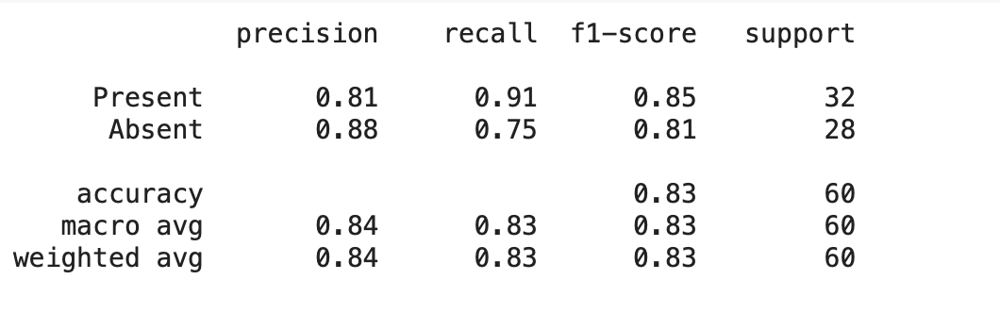 precision recall f1-score support
Present 0.81 0.91 0.85 32
Absent 0.88 0.75 0.81 28
accuracy 0.83 60
macro avg 0.84 0.83 0.83 60
weighted avg 0.84 0.83 0.83 60